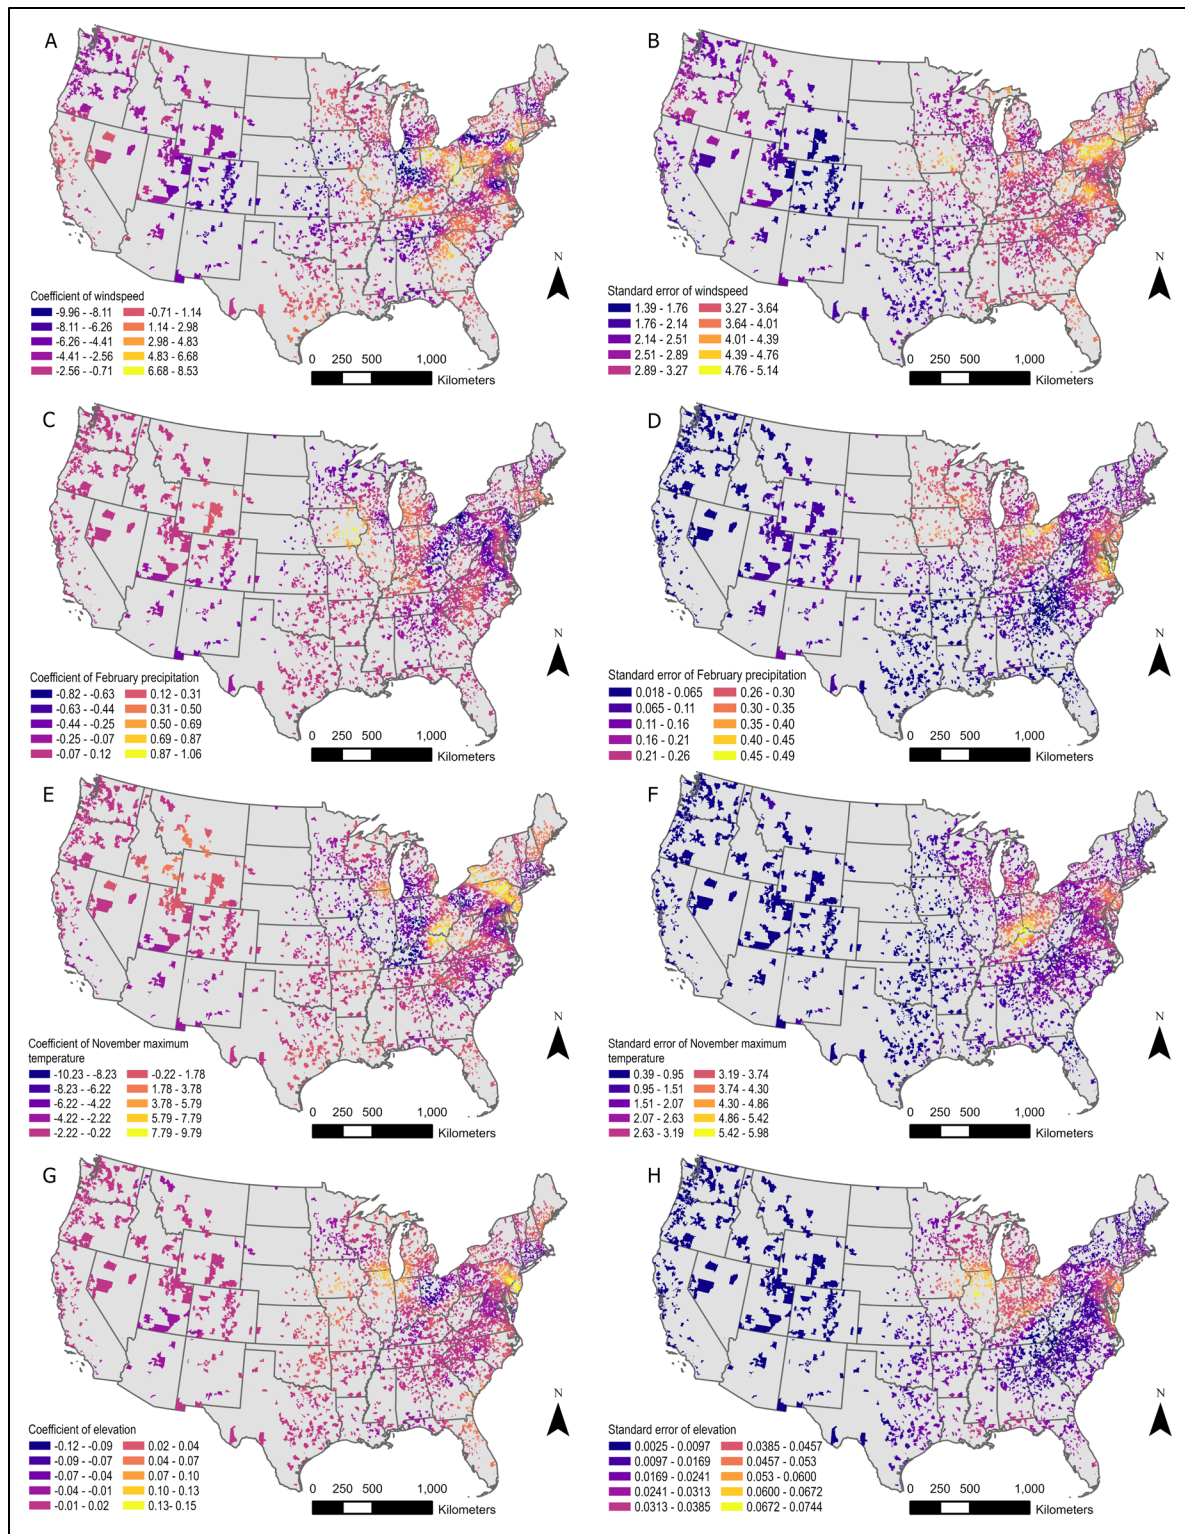 A
N
Coefficient of windspeed
-9.96 - -8.11 -0.71 - 1.14
-8.11 - -6.26 1.14 - 2.98
-6.26 - -4.41 2.98 - 4.83
-4.41 - -2.56 4.83 - 6.68
-2.56 - -0.71 6.68 - 8.53
0 250 500 1,000
Kilometers
B
N
Standard error of windspeed
1.39 - 1.76 3.27 - 3.64
1.76 - 2.14 3.64 - 4.01
2.14 - 2.51 4.01 - 4.39
2.51 - 2.89 4.39 - 4.76
2.89 - 3.27 4.76 - 5.14
0 250 500 1,000
Kilometers
C
N
Coefficient of February precipitation
-0.82 - -0.63 0.12 - 0.31
-0.63 - -0.44 0.31 - 0.50
-0.44 - -0.25 0.50 - 0.69
-0.25 - -0.07 0.69 - 0.87
-0.07 - 0.12 0.87 - 1.06
0 250 500 1,000
Kilometers
D
N
Standard error of February precipitation
0.018 - 0.065 0.26 - 0.30
0.065 - 0.11 0.30 - 0.35
0.11 - 0.16 0.35 - 0.40
0.16 - 0.21 0.40 - 0.45
0.21 - 0.26 0.45 - 0.49
0 250 500 1,000
Kilometers
E
N
Coefficient of November maximum
temperature
-10.23 - -8.23 -0.22 - 1.78
-8.23 - -6.22 1.78 - 3.78
-6.22 - -4.22 3.78 - 5.79
-4.22 - -2.22 5.79 - 7.79
-2.22 - -0.22 7.79 - 9.79
0 250 500 1,000
Kilometers
F
N
Standard error of November maximum
temperature
0.39 - 0.95 3.19 - 3.74
0.95 - 1.51 3.74 - 4.30
1.51 - 2.07 4.30 - 4.86
2.07 - 2.63 4.86 - 5.42
2.63 - 3.19 5.42 - 5.98
0 250 500 1,000
Kilometers
G
N
Coefficient of elevation
-0.12 - -0.09 0.02 - 0.04
-0.09 - -0.07 0.04 - 0.07
-0.07 - -0.04 0.07 - 0.10
-0.04 - -0.01 0.10 - 0.13
-0.01 - 0.02 0.13- 0.15
0 250 500 1,000
Kilometers
H
N
Standard error of elevation
0.0025 - 0.0097 0.0385 - 0.0457
0.0097 - 0.0169 0.0457 - 0.053
0.0169 - 0.0241 0.053 - 0.0600
0.0241 - 0.0313 0.0600 - 0.0672
0.0313 - 0.0385 0.0672 - 0.0744
0 250 500 1,000
Kilometers